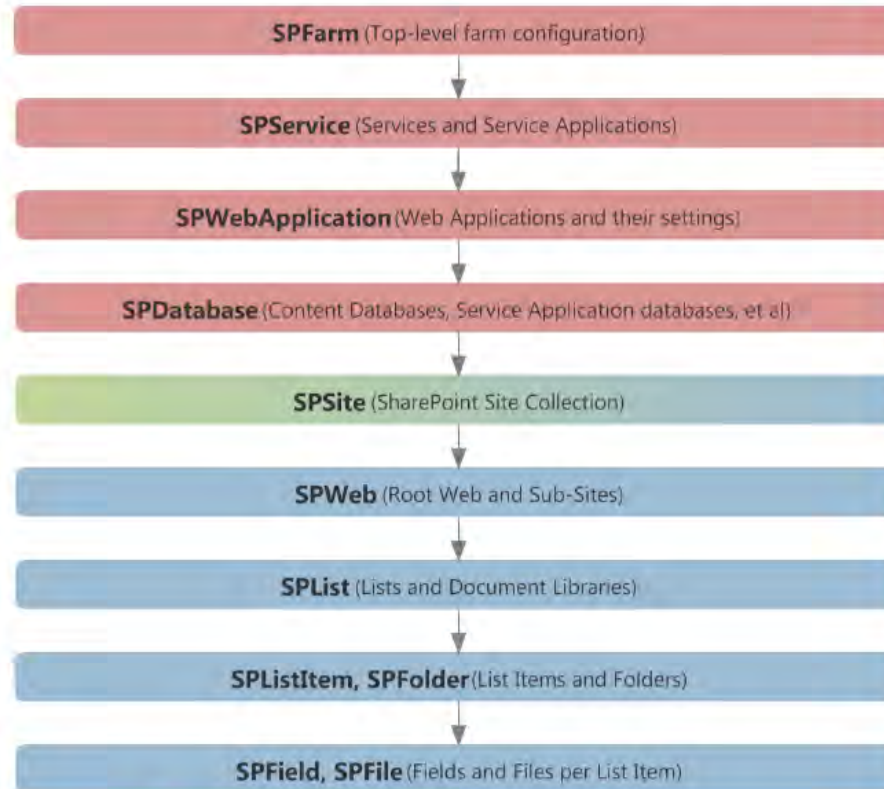 SPFarm (Top-level farm configuration)
SPService (Services and Service Applications)
SPWebApplication (Web Applications and their settings)
SPDatabase (Content Databases, Service Application databases, et al)
SPSite (SharePoint Site Collection)
SPWeb (Root Web and Sub-Sites)
SPList (Lists and Document Libraries)
SPListItem, SPFolder (List Items and Folders)
SPField, SPFile (Fields and Files per List Item)